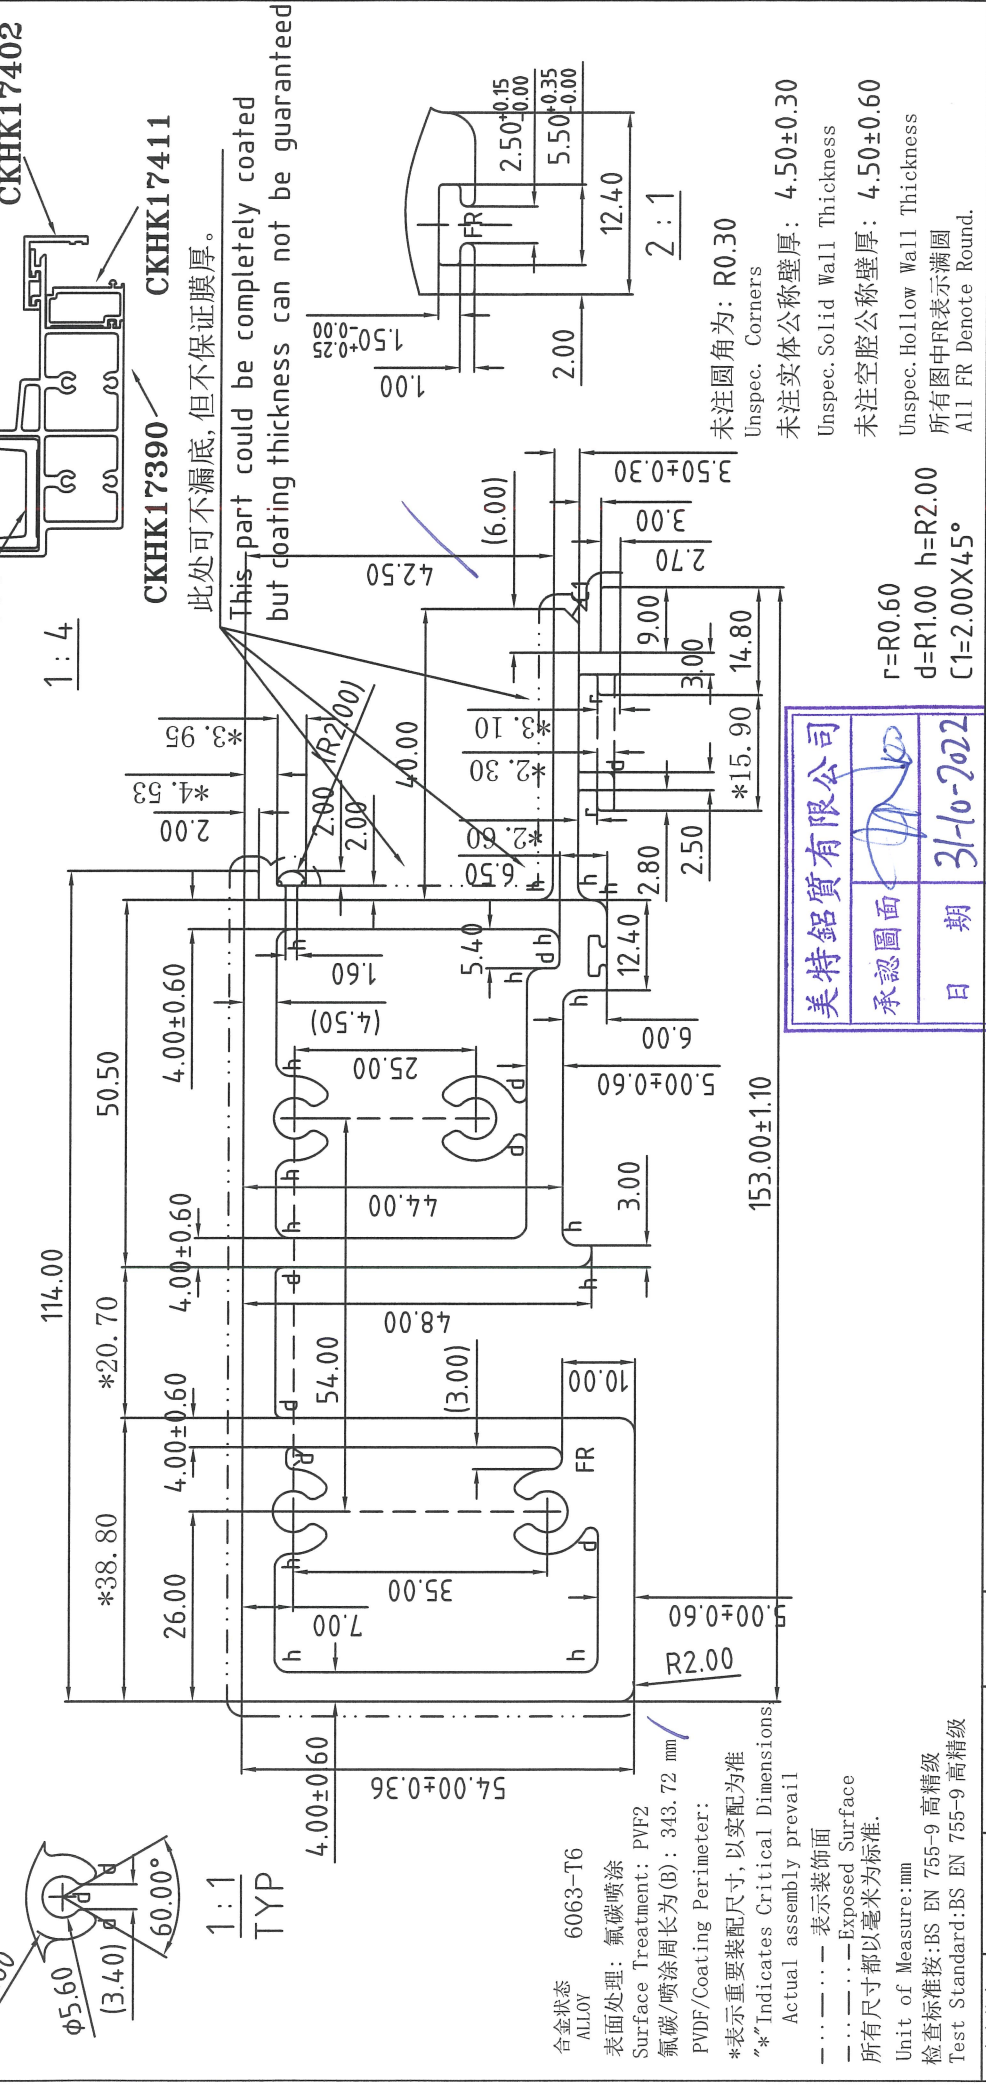 CKHK17402
CKHK17411
CKHK17390
1:4
此处可不漏底,但不保证膜厚。
This part could be completely coated
but coating thickness can not be guaranteed
114.00
*38.80
*20.70
50.50
26.00
4.00±0.60
4.00±0.60
4.00±0.60
2.00
*4.53
*3.95
(R2.00)
2.00
2.00
1.60
(4.50)
25.00
44.00
48.00
54.00
(3.00)
35.00
7.00
10.00
4.00±0.60
54.00±0.36
5.00±0.60
R2.00
3.00
5.00±0.60
6.00
12.40
5.40
6.50
*2.60
*2.30
*3.10
40.00
42.50
(6.00)
3.50±0.30
3.00
2.70
9.00
3.00
14.80
*15.90
2.80
2.50
153.00±1.10
h
d
r
FR
R
C1
1.00
1.50+0.25 -0.00
2.50+0.15 -0.00
5.50+0.35 -0.00
FR
2.00
12.40
2:1
未注圆角为: R0.30
Unspec. Corners
未注实体公称壁厚: 4.50±0.30
Unspec.Solid Wall Thickness
未注空腔公称壁厚: 4.50±0.60
Unspec.Hollow Wall Thickness
所有图中FR表示满圆
All FR Denote Round.
r=R0.60
d=R1.00 h=R2.00
C1=2.00X45°
美特鋁質有限公司
承認圖面
日期 31-10-2022
φ5.60
(3.40)
60.00°
d
1:1
TYP
合金状态 6063-T6
ALLOY
表面处理: 氟碳喷涂
Surface Treatment: PVF2
氟碳/喷涂周长为(B): 343.72 mm
PVDF/Coating Perimeter:
*表示重要装配尺寸,以实配为准
"*"Indicates Critical Dimensions,
Actual assembly prevail
表示装饰面
Exposed Surface
所有尺寸都以毫米为标准.
Unit of Measure:mm
检查标准按:BS EN 755-9 高精级
Test Standard:BS EN 755-9 高精级